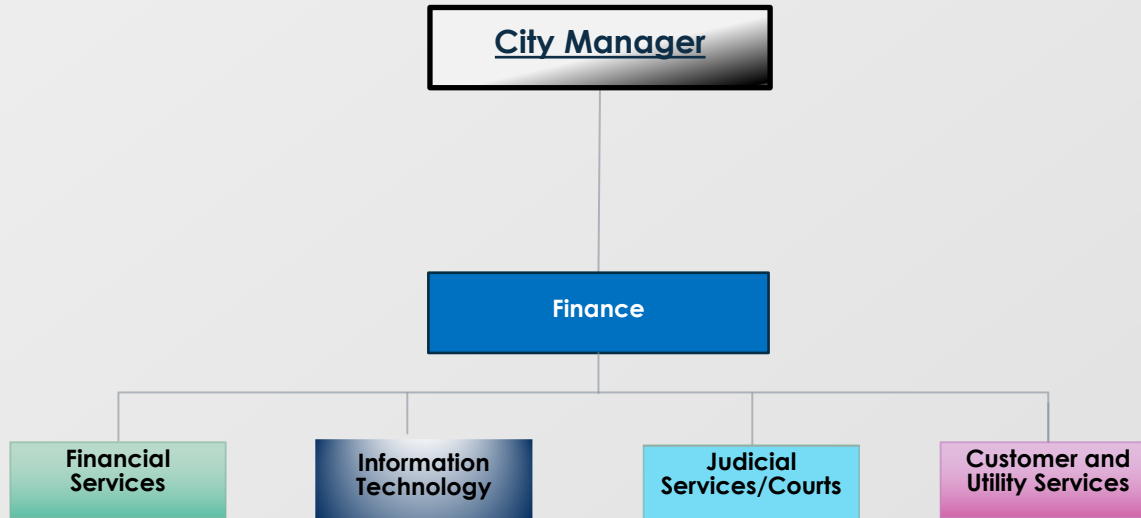 City Manager
Finance
Financial
Services
Information
Technology
Judicial
Services/Courts
Customer and
Utility Services